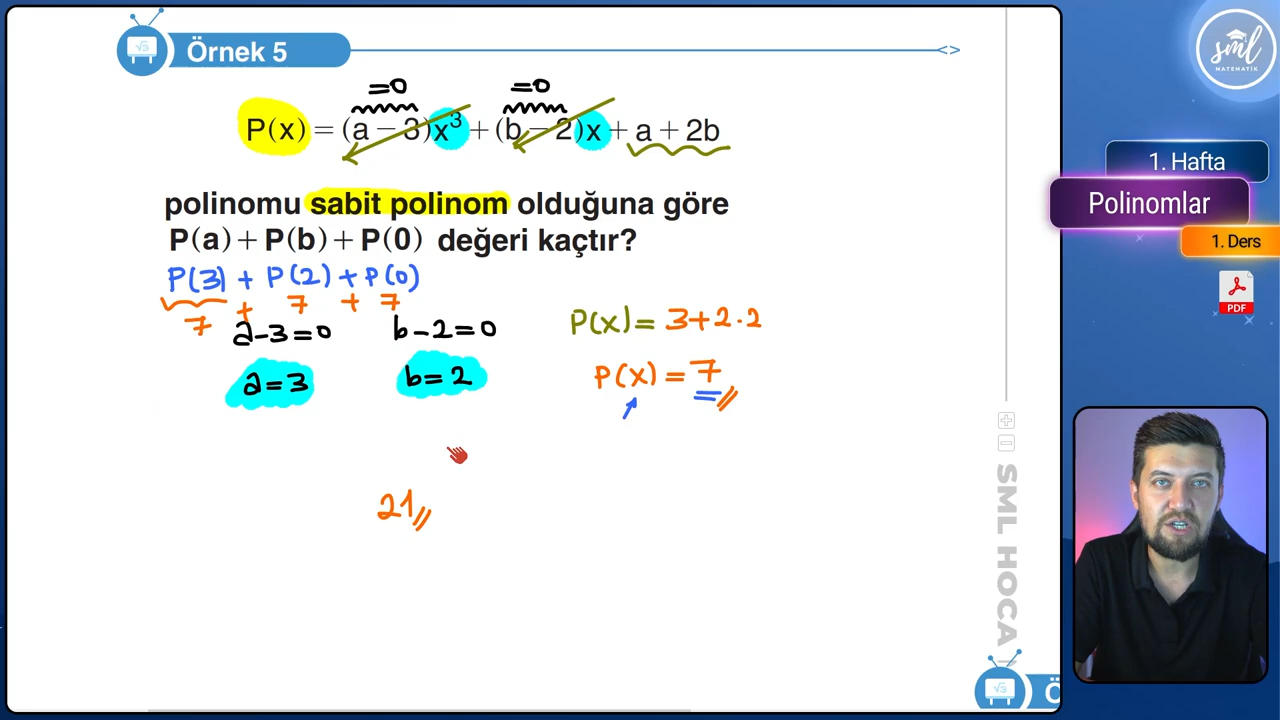 Örnek 5
=0 =0
P(x) = (a − 3)x³ + (b − 2)x + a + 2b
polinomu sabit polinom olduğuna göre
P(a) + P(b) + P(0) değeri kaçtır?
P(3) + P(2) + P(0)
7 + 7 + 7
a-3=0 b-2=0 P(x) = 3+2·2
a=3 b=2 P(x) = 7
21
sml
MATEMATİK
1. Hafta
Polinomlar
1. Ders
PDF
SML HOCA